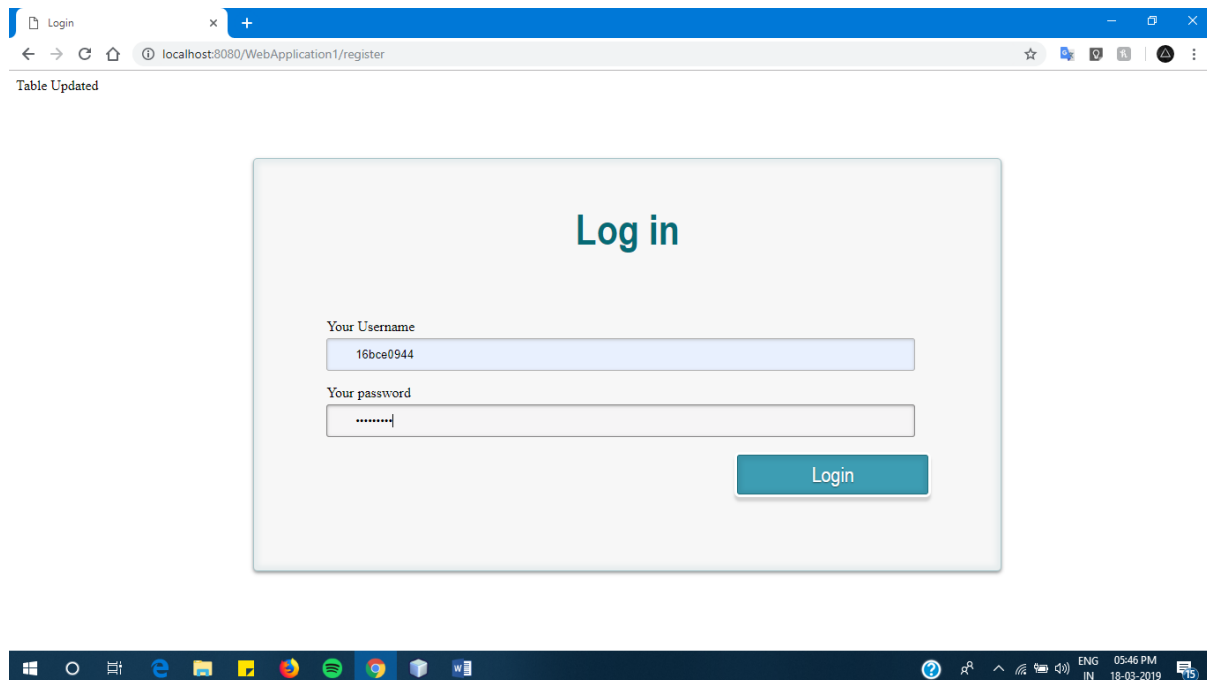 Login
localhost:8080/WebApplication1/register
Table Updated
Log in
Your Username
16bce0944
Your password
•••••••••
Login
ENG
IN
05:46 PM
18-03-2019
15